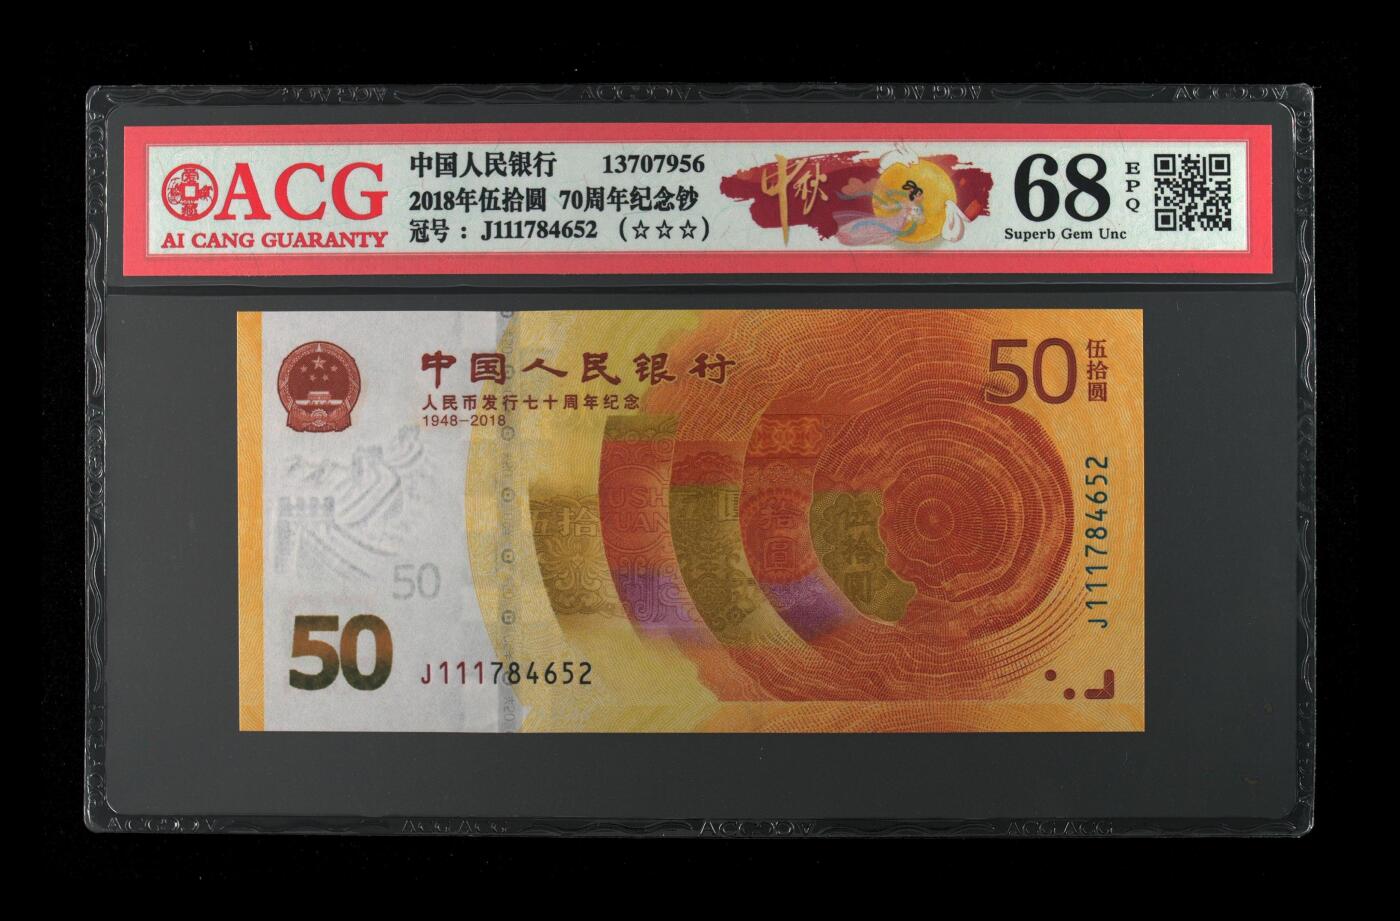 ACG
AI CANG GUARANTY
中国人民银行 13707956
2018年伍拾圆 70周年纪念钞
冠号：J111784652（☆☆☆）
中秋
68
EPQ
Superb Gem Unc
中国人民银行
人民币发行七十周年纪念
1948-2018
50
伍拾圆
伍拾圆
50
50
J111784652
J111784652